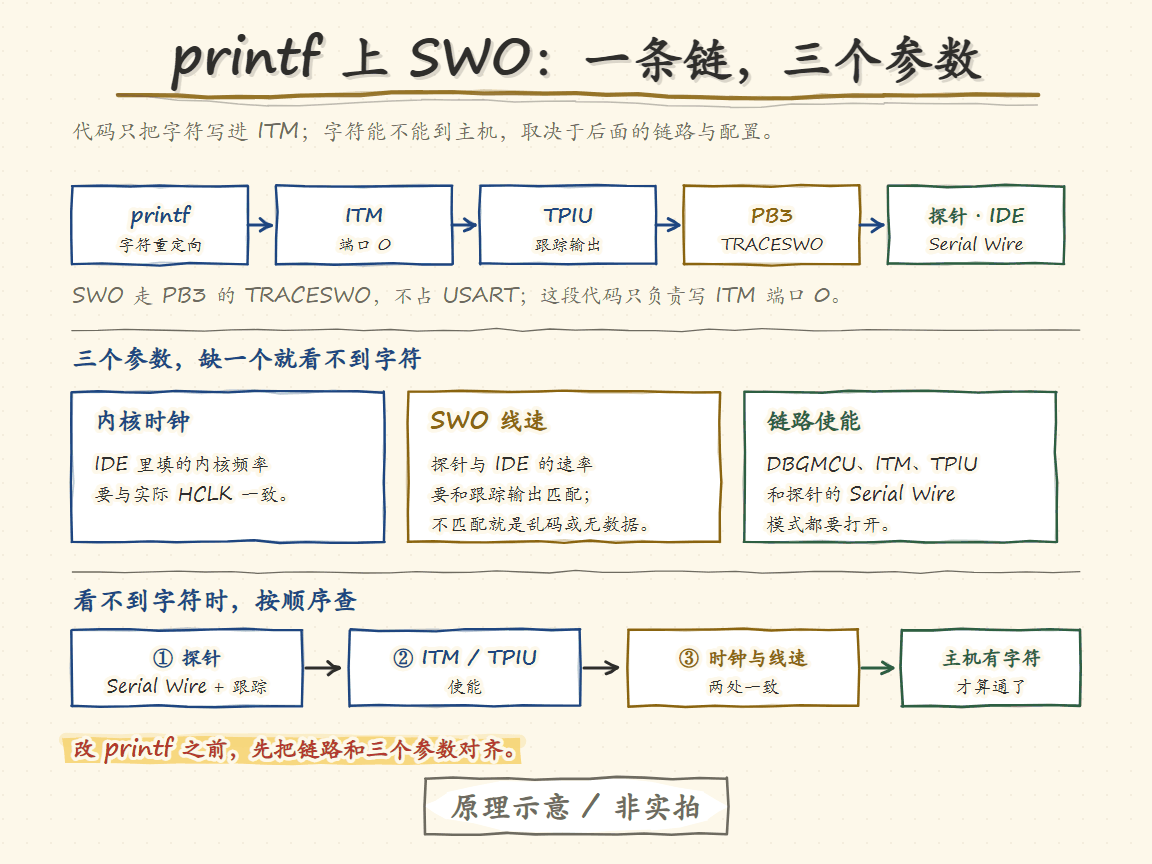 printf 上 SWO：一条链，三个参数
代码只把字符写进 ITM；字符能不能到主机，取决于后面的链路与配置。
printf
字符重定向
ITM
端口 0
TPIU
跟踪输出
PB3
TRACESWO
探针 · IDE
Serial Wire
SWO 走 PB3 的 TRACESWO，不占 USART；这段代码只负责写 ITM 端口 0。
三个参数，缺一个就看不到字符
内核时钟
IDE 里填的内核频率
要与实际 HCLK 一致。
SWO 线速
探针与 IDE 的速率
要和跟踪输出匹配；
不匹配就是乱码或无数据。
链路使能
DBGMCU、ITM、TPIU
和探针的 Serial Wire
模式都要打开。
看不到字符时，按顺序查
① 探针
Serial Wire + 跟踪
② ITM / TPIU
使能
③ 时钟与线速
两处一致
主机有字符
才算通了
改 printf 之前，先把链路和三个参数对齐。
原理示意 / 非实拍